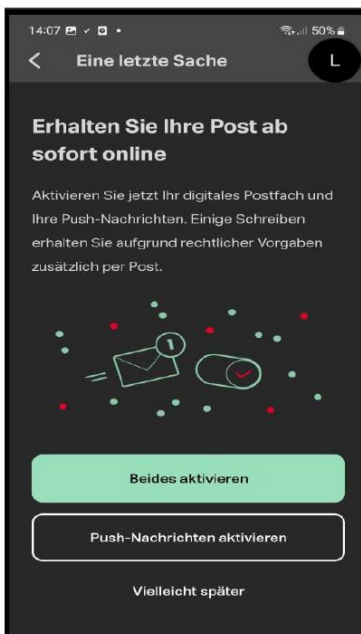 14:07 50%
Eine letzte Sache L
Erhalten Sie Ihre Post ab
sofort online
Aktivieren Sie jetzt Ihr digitales Postfach und
Ihre Push-Nachrichten. Einige Schreiben
erhalten Sie aufgrund rechtlicher Vorgaben
zusätzlich per Post.
1
Beides aktivieren
Push-Nachrichten aktivieren
Vielleicht später